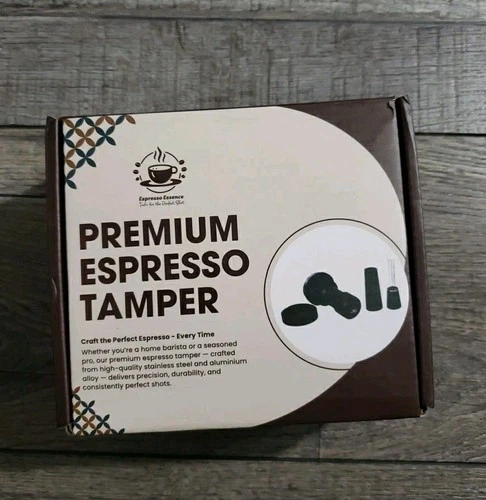 Espresso Essence
PREMIUM
ESPRESSO
TAMPER
Craft the Perfect Espresso - Every Time
Whether you're a home barista or a seasoned
pro, our premium espresso tamper — crafted
from high-quality stainless steel and aluminium
alloy — delivers precision, durability, and
consistently perfect shots.